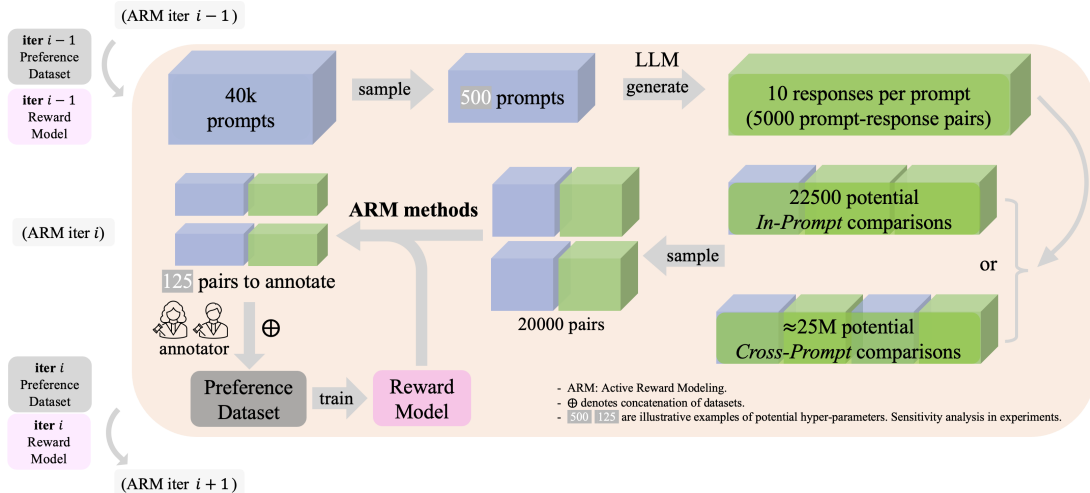 (ARM iter i − 1)
iter i − 1
Preference
Dataset
iter i − 1
Reward
Model
40k
prompts
sample
500 prompts
LLM
generate
10 responses per prompt
(5000 prompt-response pairs)
(ARM iter i)
22500 potential
In-Prompt comparisons
or
≈25M potential
Cross-Prompt comparisons
sample
20000 pairs
ARM methods
125 pairs to annotate
annotator
⊕
Preference
Dataset
train
Reward
Model
- ARM: Active Reward Modeling.
- ⊕ denotes concatenation of datasets.
- 500 125 are illustrative examples of potential hyper-parameters. Sensitivity analysis in experiments.
iter i
Preference
Dataset
iter i
Reward
Model
(ARM iter i + 1)